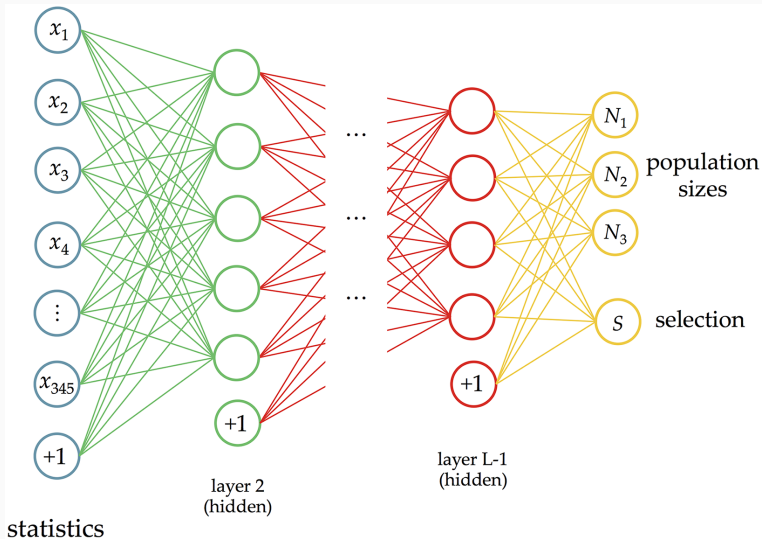 x1
x2
x3
x4
⋮
x345
+1
statistics
+1
layer 2
(hidden)
...
...
...
+1
layer L-1
(hidden)
N1
N2
N3
S
population
sizes
selection